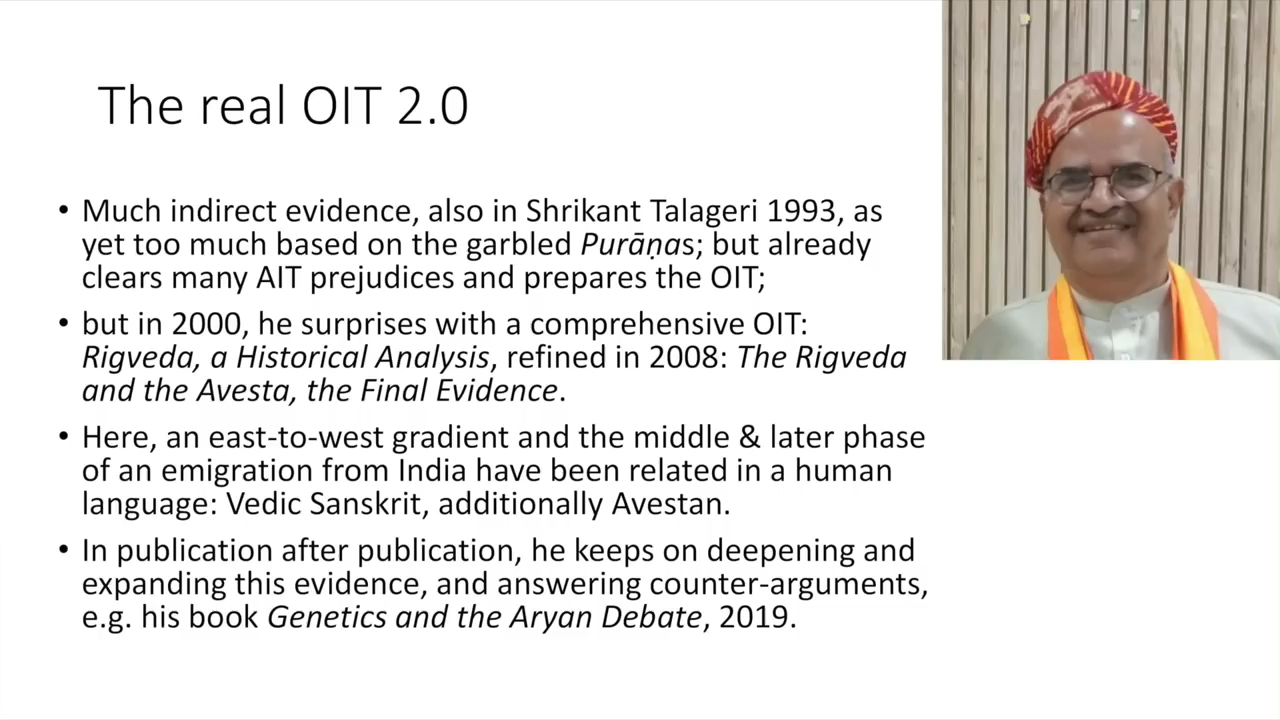 The real OIT 2.0
• Much indirect evidence, also in Shrikant Talageri 1993, as
yet too much based on the garbled Purāṇas; but already
clears many AIT prejudices and prepares the OIT;
• but in 2000, he surprises with a comprehensive OIT:
Rigveda, a Historical Analysis, refined in 2008: The Rigveda
and the Avesta, the Final Evidence.
• Here, an east-to-west gradient and the middle & later phase
of an emigration from India have been related in a human
language: Vedic Sanskrit, additionally Avestan.
• In publication after publication, he keeps on deepening and
expanding this evidence, and answering counter-arguments,
e.g. his book Genetics and the Aryan Debate, 2019.